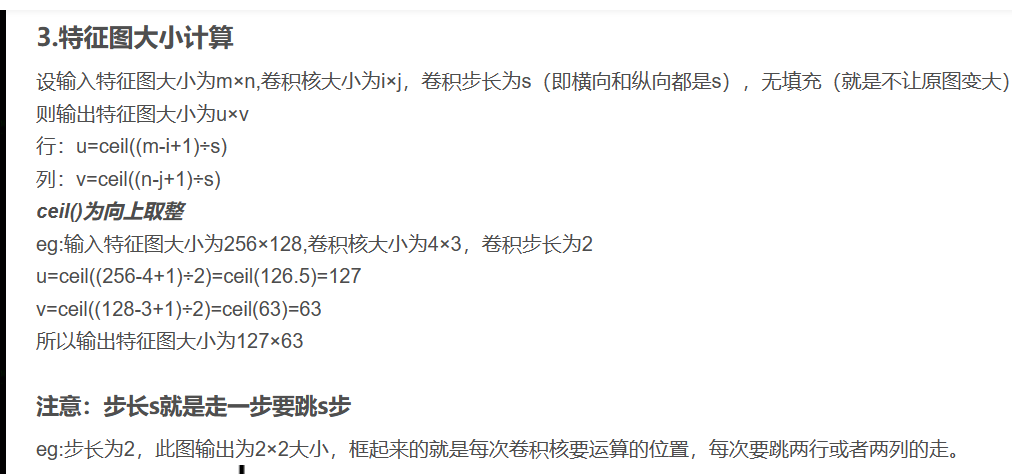 3.特征图大小计算
设输入特征图大小为m×n,卷积核大小为i×j，卷积步长为s（即横向和纵向都是s），无填充（就是不让原图变大）
则输出特征图大小为u×v
行：u=ceil((m-i+1)÷s)
列：v=ceil((n-j+1)÷s)
ceil()为向上取整
eg:输入特征图大小为256×128,卷积核大小为4×3，卷积步长为2
u=ceil((256-4+1)÷2)=ceil(126.5)=127
v=ceil((128-3+1)÷2)=ceil(63)=63
所以输出特征图大小为127×63
注意：步长s就是走一步要跳s步
eg:步长为2，此图输出为2×2大小，框起来的就是每次卷积核要运算的位置，每次要跳两行或者两列的走。